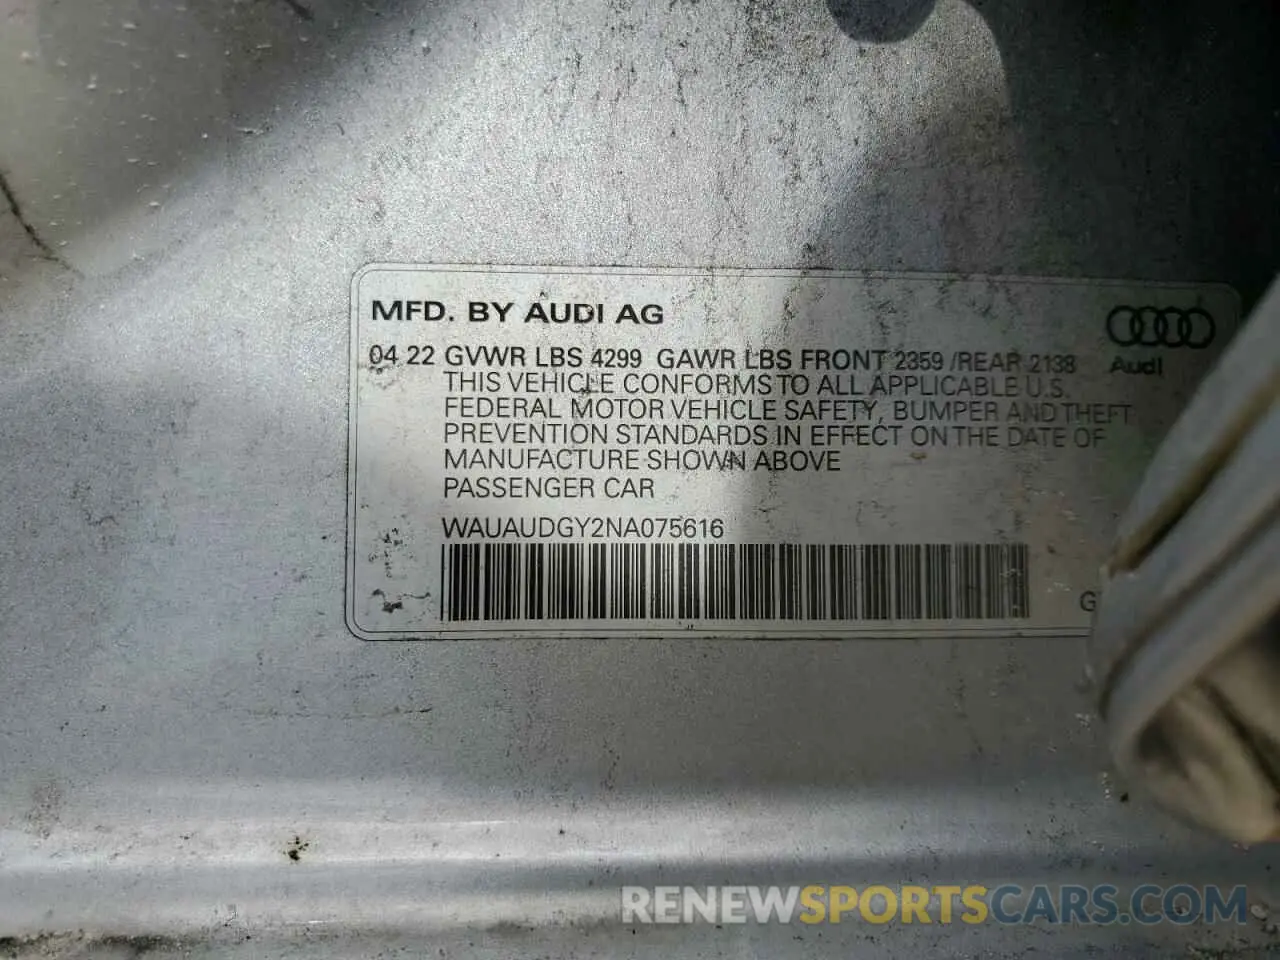 MFD. BY AUDI AG
Audi
04 22 GVWR LBS 4299 GAWR LBS FRONT 2359 /REAR 2138
THIS VEHICLE CONFORMS TO ALL APPLICABLE U.S.
FEDERAL MOTOR VEHICLE SAFETY, BUMPER AND THEFT
PREVENTION STANDARDS IN EFFECT ON THE DATE OF
MANUFACTURE SHOWN ABOVE
PASSENGER CAR
WAUAUDGY2NA075616
RENEWSPORTSCARS.COM